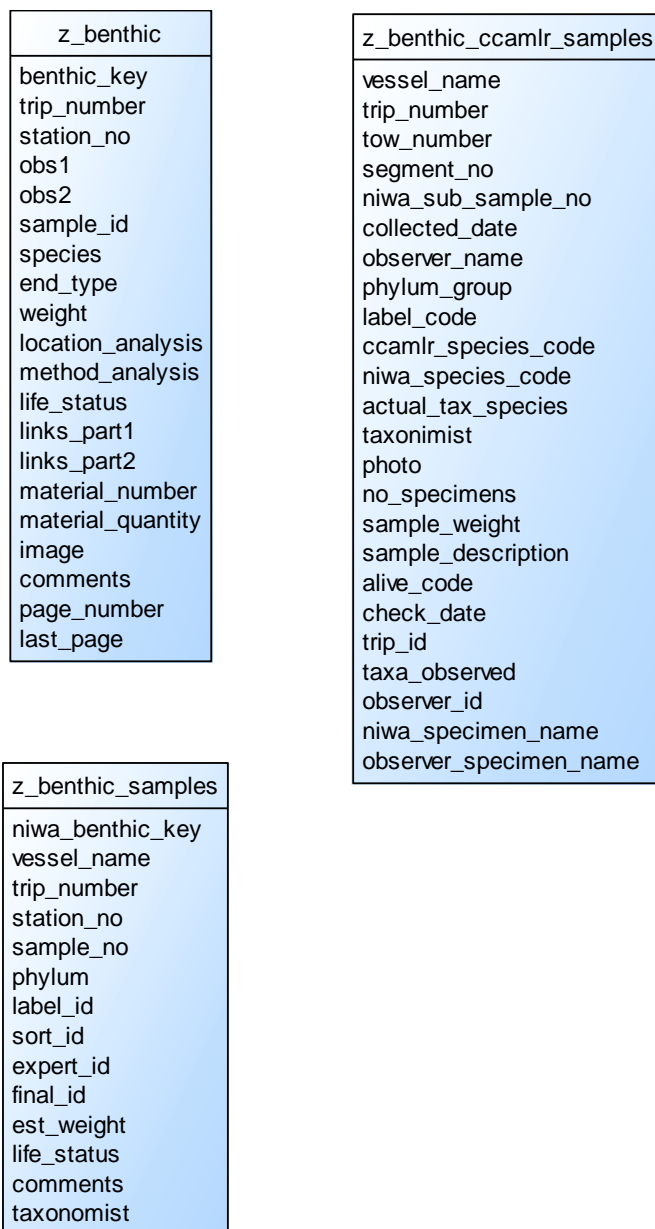 z_benthic
benthic_key
trip_number
station_no
obs1
obs2
sample_id
species
end_type
weight
location_analysis
method_analysis
life_status
links_part1
links_part2
material_number
material_quantity
image
comments
page_number
last_page
z_benthic_ccamlr_samples
vessel_name
trip_number
tow_number
segment_no
niwa_sub_sample_no
collected_date
observer_name
phylum_group
label_code
ccamlr_species_code
niwa_species_code
actual_tax_species
taxonimist
photo
no_specimens
sample_weight
sample_description
alive_code
check_date
trip_id
taxa_observed
observer_id
niwa_specimen_name
observer_specimen_name
z_benthic_samples
niwa_benthic_key
vessel_name
trip_number
station_no
sample_no
phylum
label_id
sort_id
expert_id
final_id
est_weight
life_status
comments
taxonomist